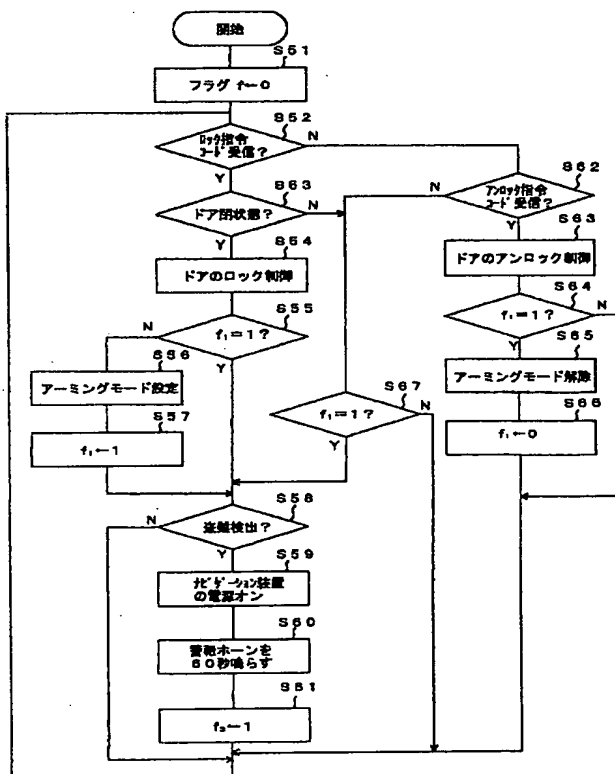 開始
S51
フラグ f←0
S52
ロック指令
コード受信?
N
Y
S62
アンロック指令
コード受信?
N
Y
S63
ドア閉状態?
N
Y
S63
ドアのアンロック制御
S54
ドアのロック制御
S64
f₁=1?
N
Y
S55
f₁=1?
N
Y
S56
アーミングモード設定
S65
アーミングモード解除
S67
f₁=1?
N
Y
S57
f₁←1
S66
f₁←0
S58
盗難検出?
N
Y
S59
ナビゲーション装置
の電源オン
S60
警報ホーンを
60秒鳴らす
S61
f₂←1